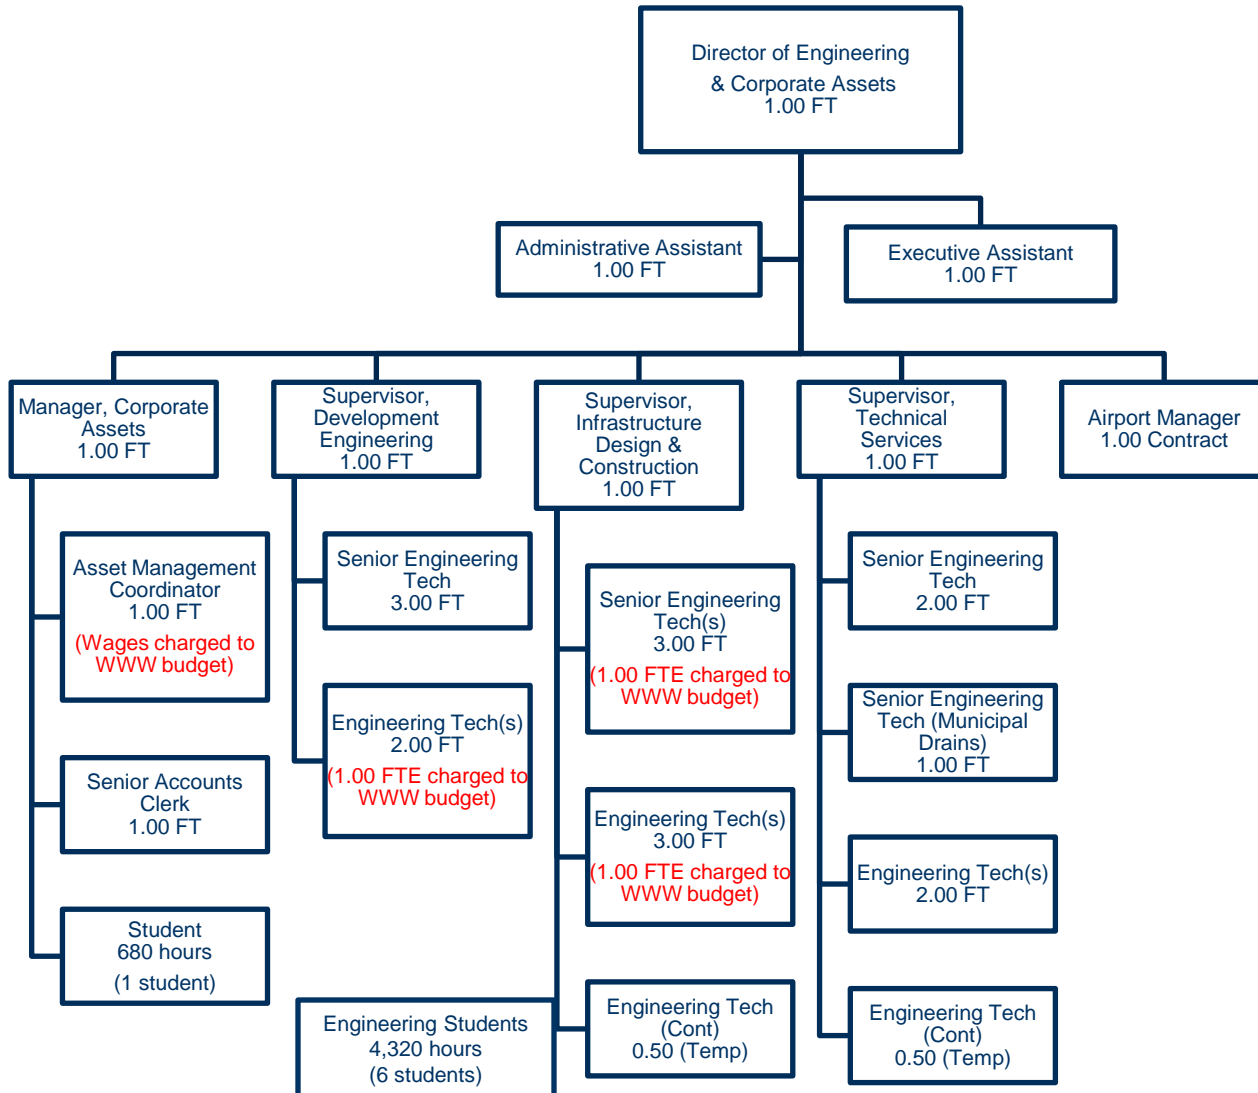 Director of Engineering
& Corporate Assets
1.00 FT
Administrative Assistant
1.00 FT
Executive Assistant
1.00 FT
Manager, Corporate
Assets
1.00 FT
Supervisor,
Development
Engineering
1.00 FT
Supervisor,
Infrastructure
Design &
Construction
1.00 FT
Supervisor,
Technical
Services
1.00 FT
Airport Manager
1.00 Contract
Asset Management
Coordinator
1.00 FT
(Wages charged to
WWW budget)
Senior Accounts
Clerk
1.00 FT
Student
680 hours
(1 student)
Senior Engineering
Tech
3.00 FT
Engineering Tech(s)
2.00 FT
(1.00 FTE charged to
WWW budget)
Senior Engineering
Tech(s)
3.00 FT
(1.00 FTE charged to
WWW budget)
Engineering Tech(s)
3.00 FT
(1.00 FTE charged to
WWW budget)
Engineering Tech
(Cont)
0.50 (Temp)
Engineering Students
4,320 hours
(6 students)
Senior Engineering
Tech
2.00 FT
Senior Engineering
Tech (Municipal
Drains)
1.00 FT
Engineering Tech(s)
2.00 FT
Engineering Tech
(Cont)
0.50 (Temp)